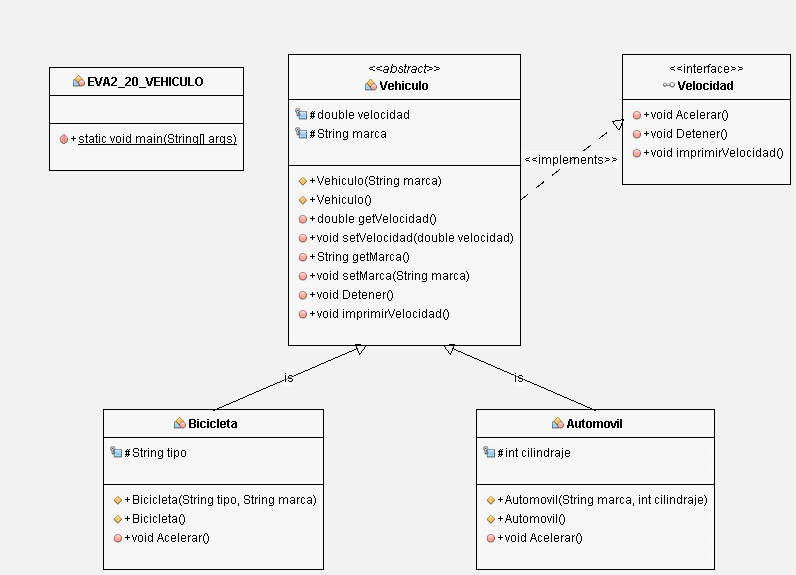 EVA2_20_VEHICULO
+static void main(String[] args)
<<abstract>>
Vehiculo
#double velocidad
#String marca
+Vehiculo(String marca)
+Vehiculo()
+double getVelocidad()
+void setVelocidad(double velocidad)
+String getMarca()
+void setMarca(String marca)
+void Detener()
+void imprimirVelocidad()
<<implements>>
<<interface>>
Velocidad
+void Acelerar()
+void Detener()
+void imprimirVelocidad()
is
is
Bicicleta
#String tipo
+Bicicleta(String tipo, String marca)
+Bicicleta()
+void Acelerar()
Automovil
#int cilindraje
+Automovil(String marca, int cilindraje)
+Automovil()
+void Acelerar()